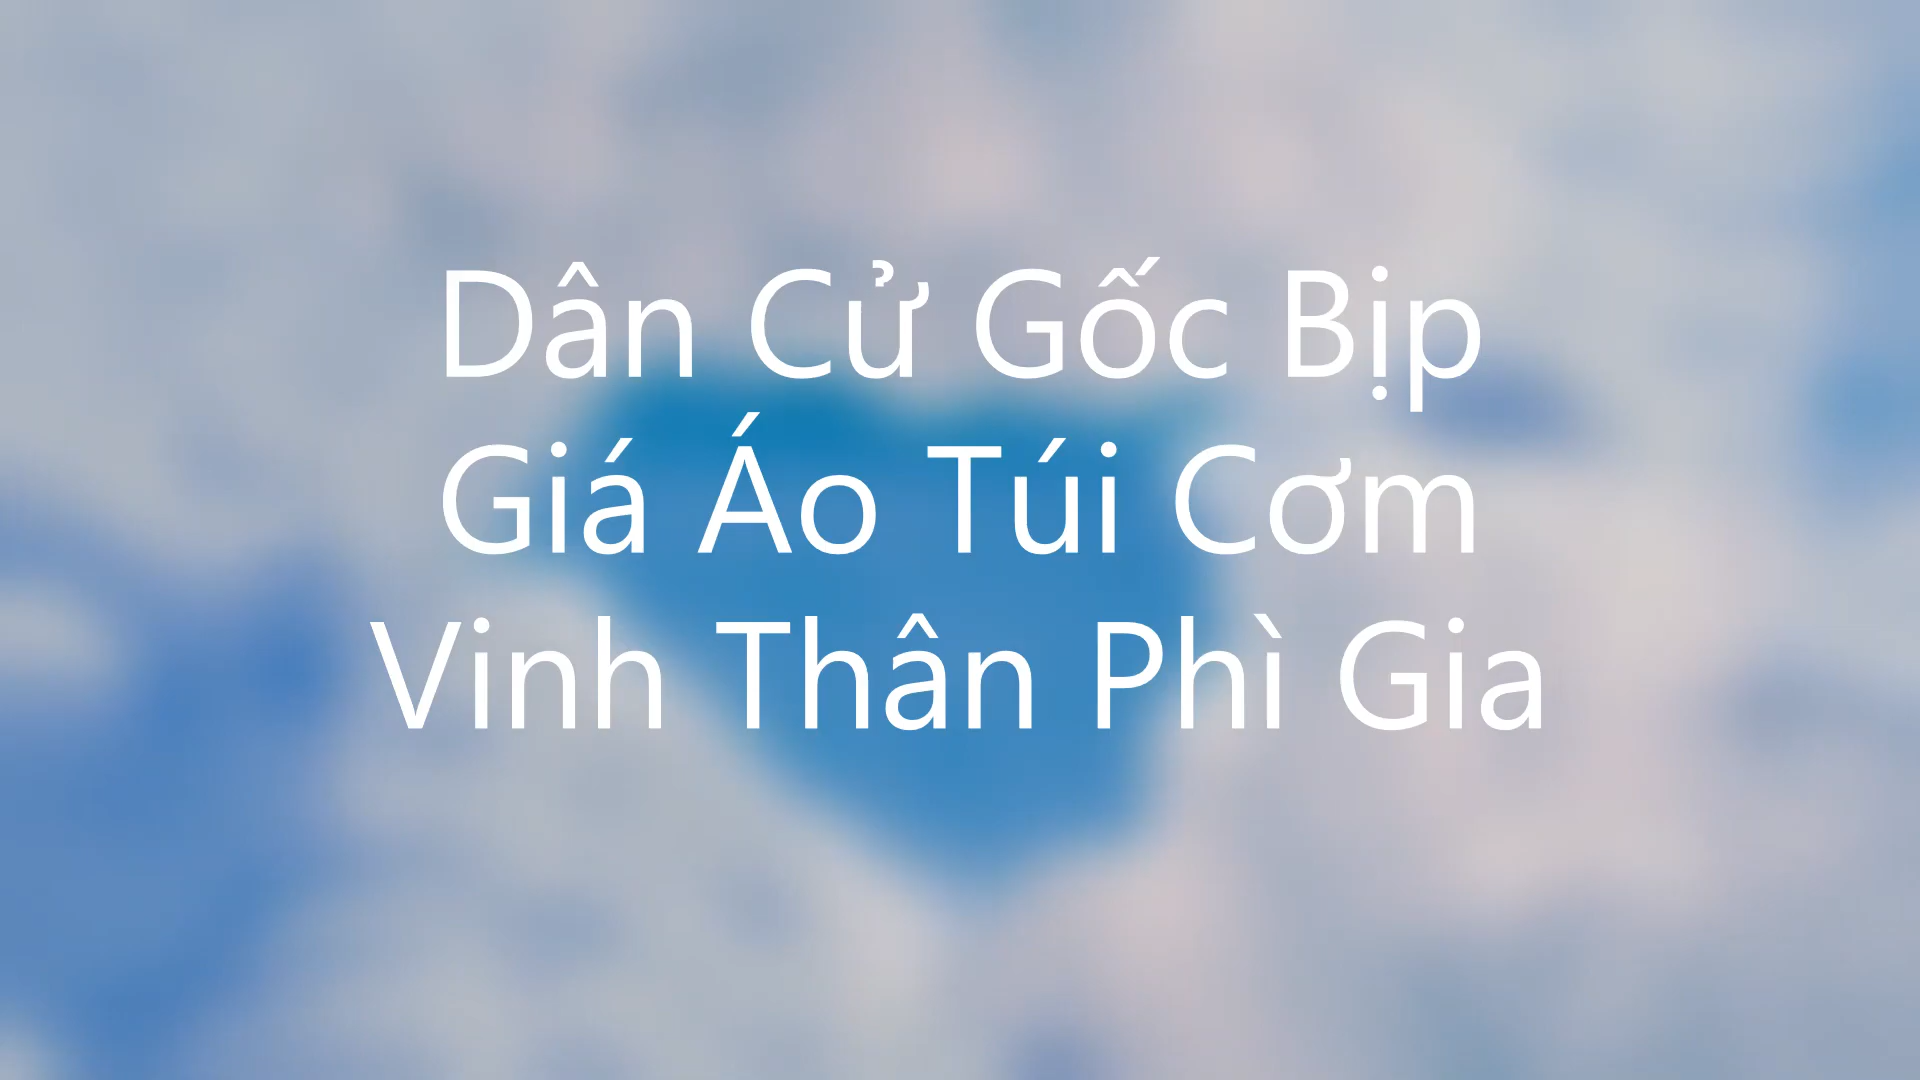 Dân Cử Gốc Bịp
Giá Áo Túi Cơm
Vinh Thân Phì Gia